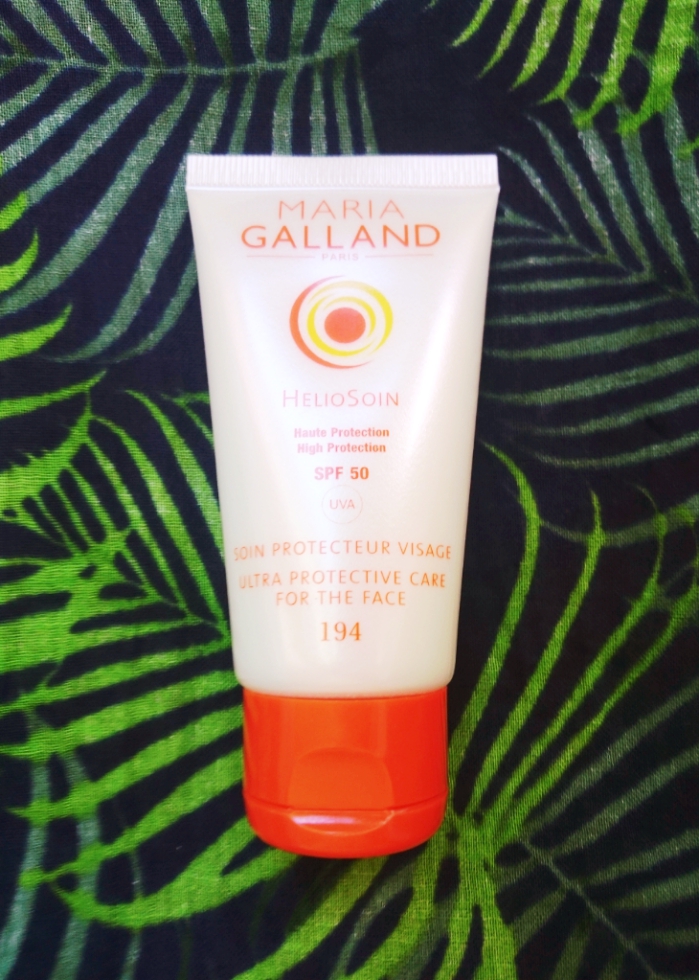 MARIA
GALLAND
PARIS
HELIOSOIN
Haute Protection
High Protection
SPF 50
UVA
SOIN PROTECTEUR VISAGE
ULTRA PROTECTIVE CARE
FOR THE FACE
194